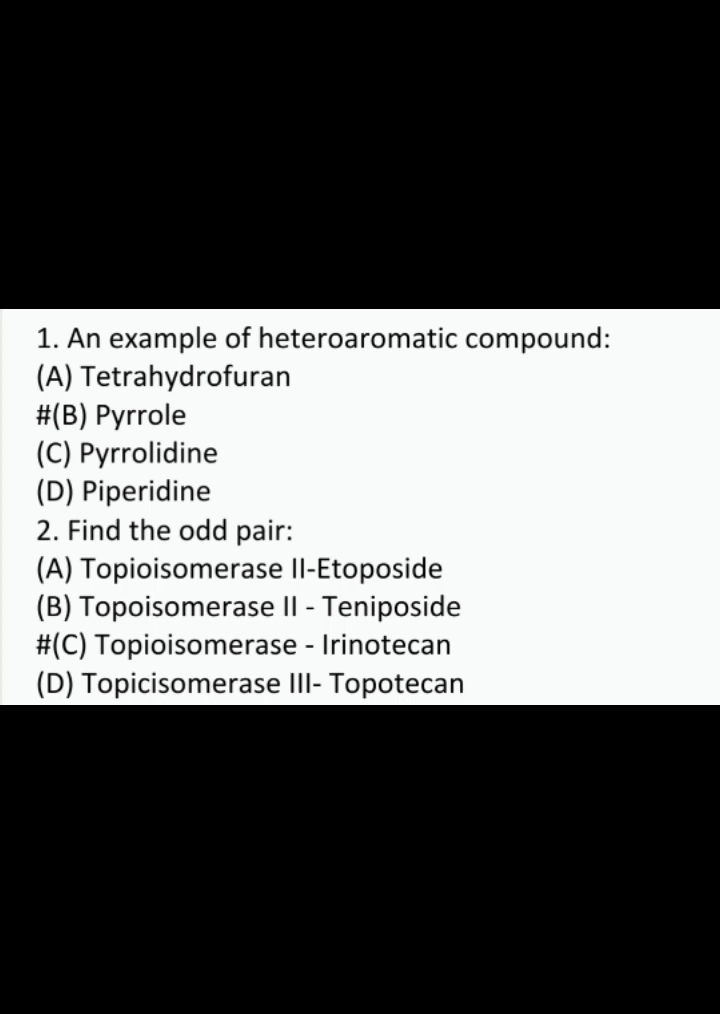 1. An example of heteroaromatic compound:
(A) Tetrahydrofuran
#(B) Pyrrole
(C) Pyrrolidine
(D) Piperidine
2. Find the odd pair:
(A) Topioisomerase II-Etoposide
(B) Topoisomerase II - Teniposide
#(C) Topioisomerase - Irinotecan
(D) Topicisomerase III- Topotecan